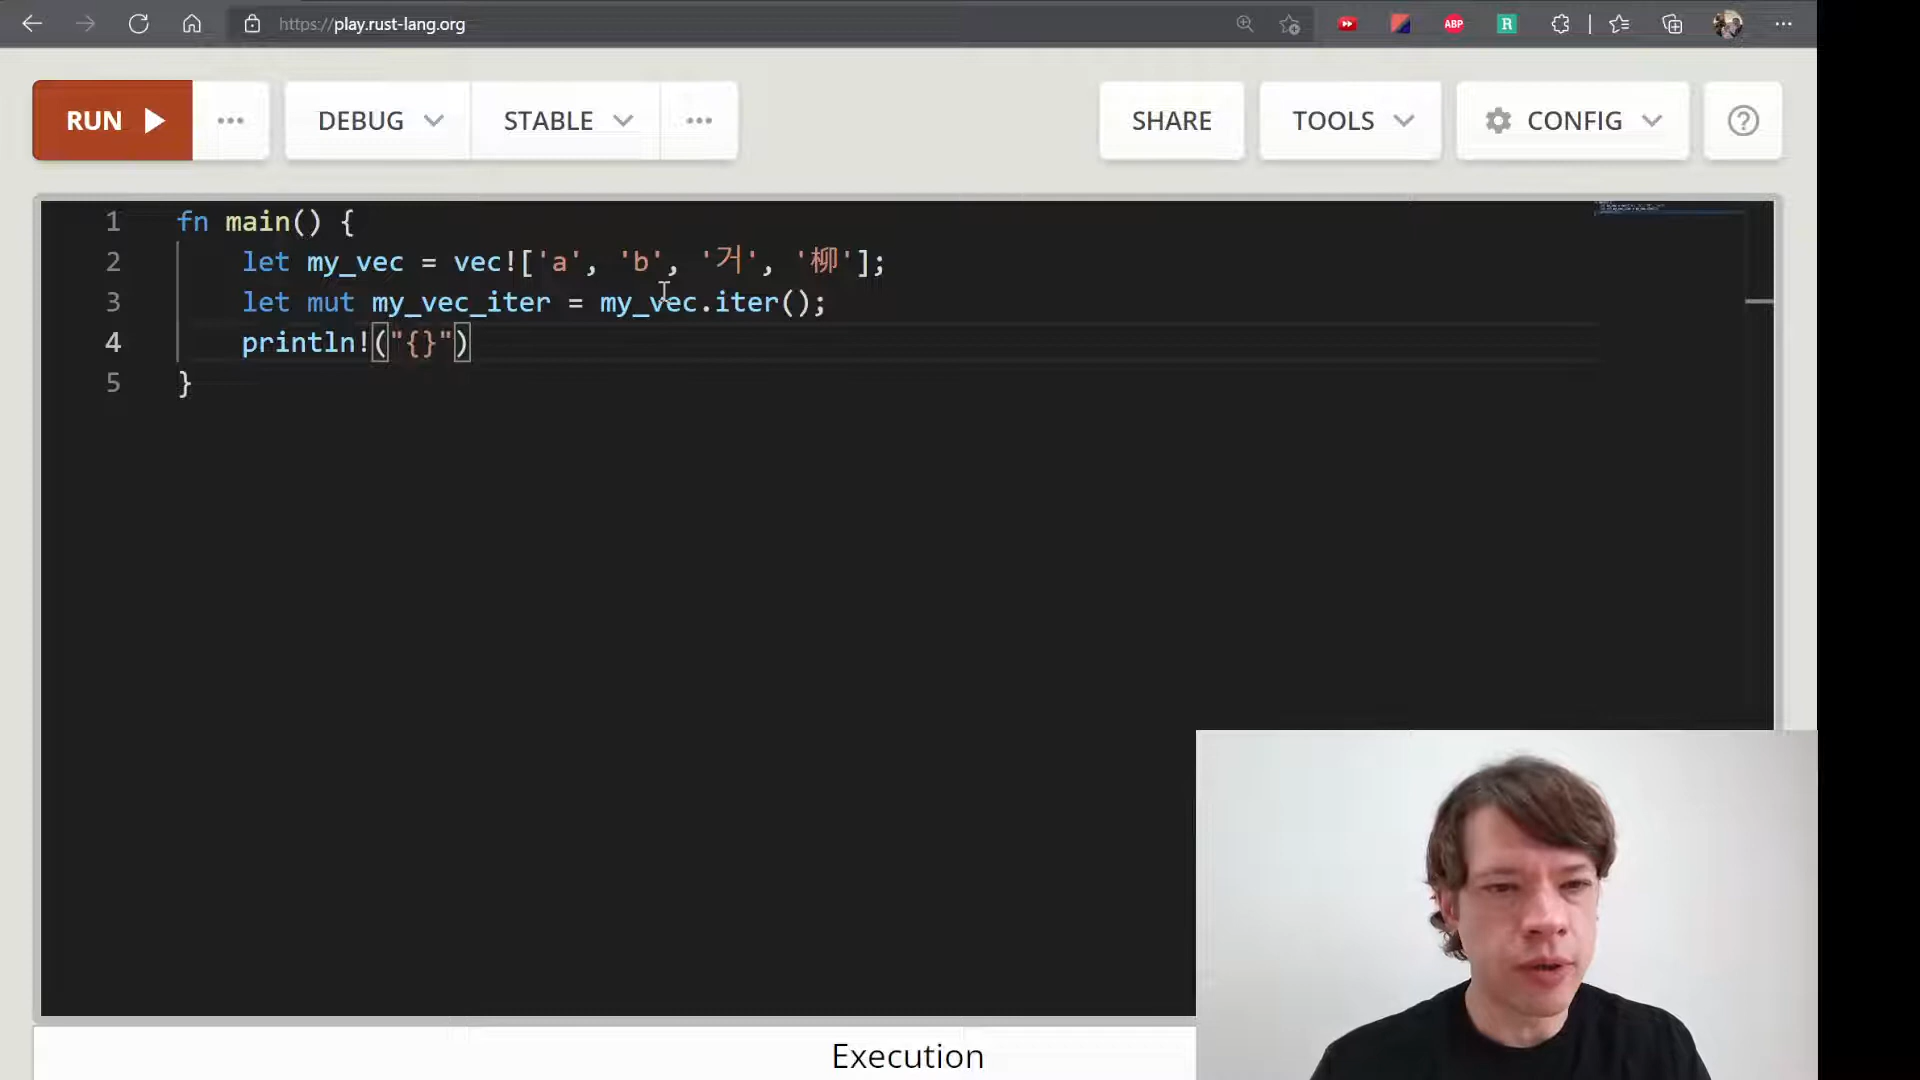 https://play.rust-lang.org
ABP
R
RUN
...
DEBUG
STABLE
...
SHARE
TOOLS
CONFIG
?
1 fn main() {
2 let my_vec = vec!['a', 'b', '거', '柳'];
3 let mut my_vec_iter = my_vec.iter();
4 println!("{}")
5 }
Execution